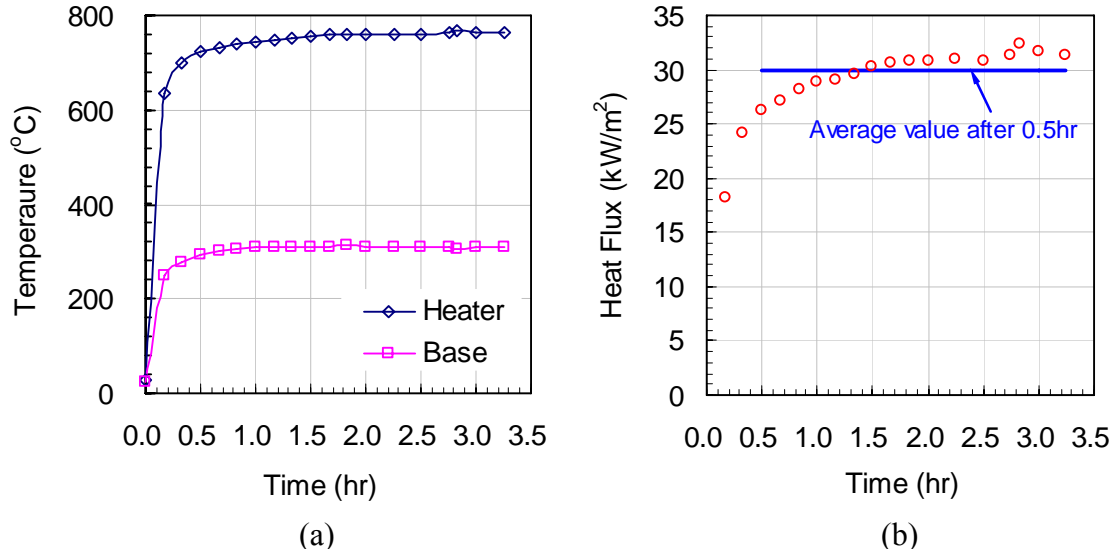 800
600
400
200
0
Temperaure (°C)
Heater
Base
0.0 0.5 1.0 1.5 2.0 2.5 3.0 3.5
Time (hr)
(a)
35
30
25
20
15
10
5
0
Heat Flux (kW/m²)
Average value after 0.5hr
0.0 0.5 1.0 1.5 2.0 2.5 3.0 3.5
Time (hr)
(b)